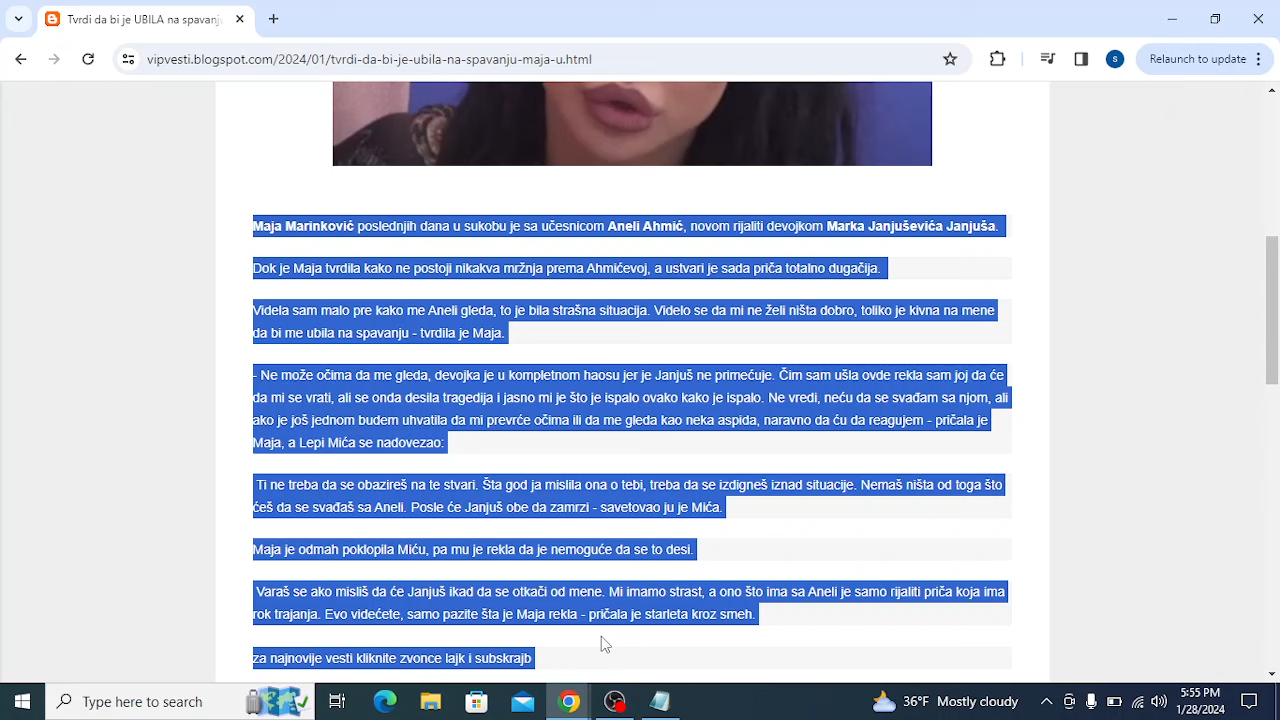 Tvrdi da bi je UBILA na spavanju
vipvesti.blogspot.com/2024/01/tvrdi-da-bi-je-ubila-na-spavanju-maja-u.html
s
Relaunch to update
Maja Marinković poslednjih dana u sukobu je sa učesnicom Aneli Ahmić, novom rijaliti devojkom Marka Janjuševića Janjuša.
Dok je Maja tvrdila kako ne postoji nikakva mržnja prema Ahmićevoj, a ustvari je sada priča totalno dugačija.
Videla sam malo pre kako me Aneli gleda, to je bila strašna situacija. Videlo se da mi ne želi ništa dobro, toliko je kivna na mene
da bi me ubila na spavanju - tvrdila je Maja.
- Ne može očima da me gleda, devojka je u kompletnom haosu jer je Janjuš ne primećuje. Čim sam ušla ovde rekla sam joj da će
da mi se vrati, ali se onda desila tragedija i jasno mi je što je ispalo ovako kako je ispalo. Ne vredi, neću da se svađam sa njom, ali
ako je još jednom budem uhvatila da mi prevrće očima ili da me gleda kao neka aspida, naravno da ću da reagujem - pričala je
Maja, a Lepi Mića se nadovezao:
Ti ne treba da se obazireš na te stvari. Šta god ja mislila ona o tebi, treba da se izdigneš iznad situacije. Nemaš ništa od toga što
ćeš da se svađaš sa Aneli. Posle će Janjuš obe da zamrzi - savetovao ju je Mića.
Maja je odmah poklopila Miću, pa mu je rekla da je nemoguće da se to desi.
Varaš se ako misliš da će Janjuš ikad da se otkači od mene. Mi imamo strast, a ono što ima sa Aneli je samo rijaliti priča koja ima
rok trajanja. Evo videćete, samo pazite šta je Maja rekla - pričala je starleta kroz smeh.
za najnovije vesti kliknite zvonce lajk i subskrajb
Type here to search
36°F Mostly cloudy
5:55 PM
1/28/2024